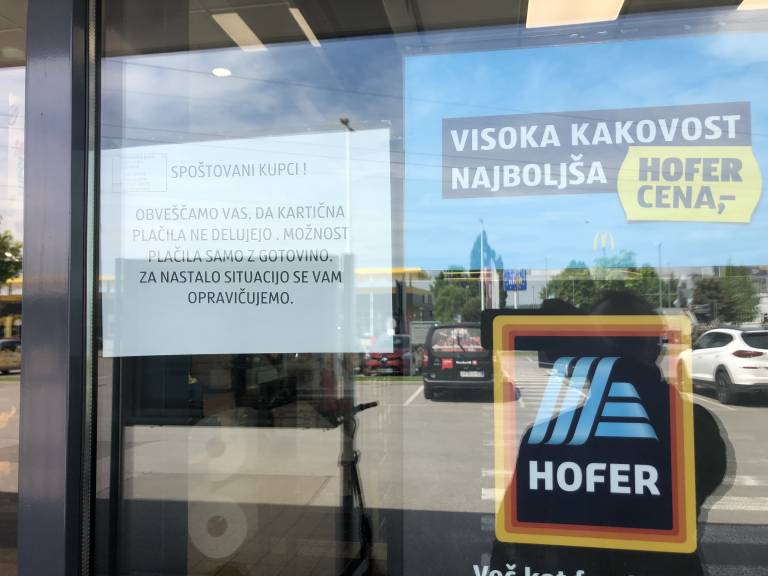 SPOŠTOVANI KUPCI !
OBVEŠČAMO VAS, DA KARTIČNA
PLAČILA NE DELUJEJO . MOŽNOST
PLAČILA SAMO Z GOTOVINO.
ZA NASTALO SITUACIJO SE VAM
OPRAVIČUJEMO.
VISOKA KAKOVOST
NAJBOLJŠA HOFER
CENA,-
HOFER